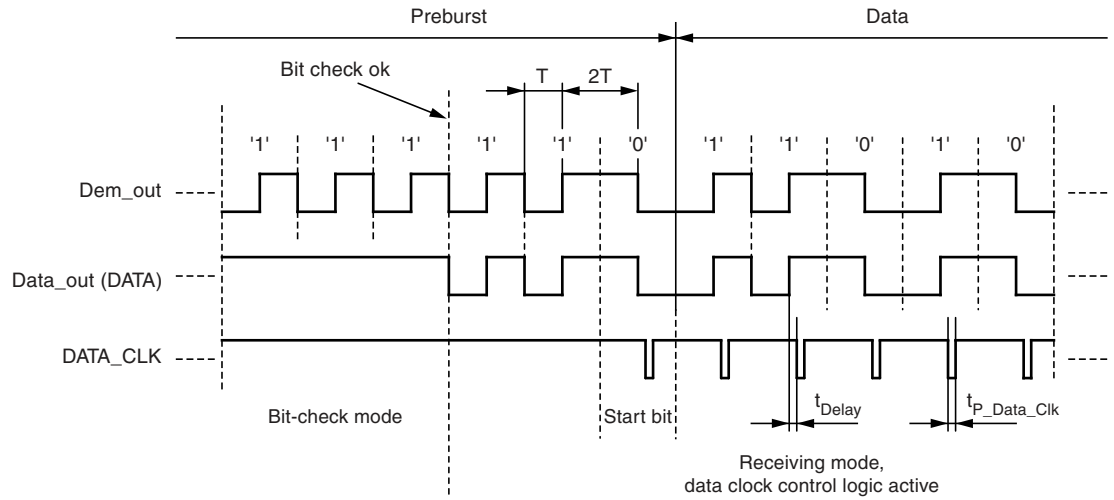 Preburst Data
Bit check ok
T 2T
'1' '1' '1' '1' '1' '0' '1' '1' '0' '1' '0'
Dem_out
Data_out (DATA)
DATA_CLK
Bit-check mode Start bit tDelay tP_Data_Clk
Receiving mode,
data clock control logic active